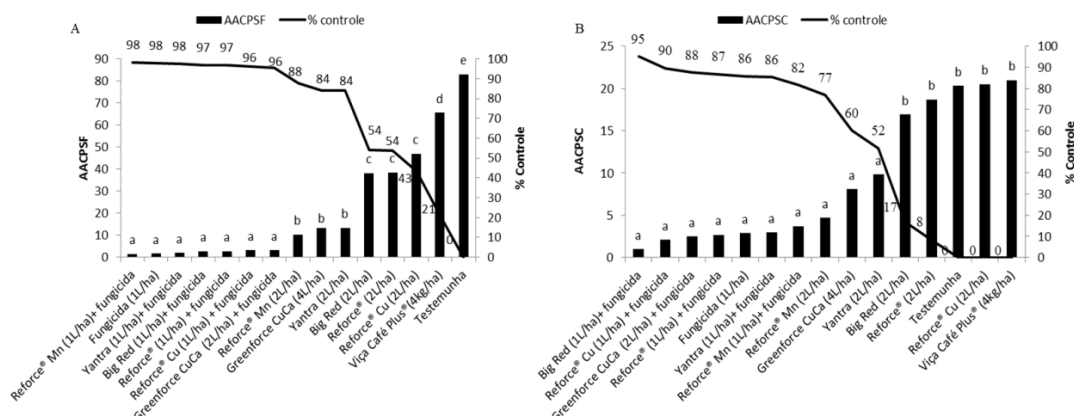 A
AACPSF
% controle
98 98 98 97 97 96 96 88 84 84 54 54 43 21 0
a a a a a a a b b b c c c d e
90
80
70
60
50
40
30
20
10
0
AACPSF
100
90
80
70
60
50
40
30
20
10
0
% Controle
Reforce® Mn (1L/ha)+ fungicida
Fungicida (1L/ha)
Yantra (1L/ha)+ fungicida
Big Red (1L/ha)+ fungicida
Reforce® (1L/ha) + fungicida
Reforce® Cu (1L/ha) + fungicida
Greenforce CuCa (2L/ha) + fungicida
Reforce® Mn (2L/ha)
Greenforce CuCa (4L/ha)
Yantra (2L/ha)
Big Red (2L/ha)
Reforce® (2L/ha)
Reforce® Cu (2L/ha)
Viça Café Plus® (4kg/ha)
Testemunha
B
AACPSC
% controle
95 90 88 87 86 86 82 77 60 52 17 8 0 0 0
a a a a a a a a a a b b b b b
25
20
15
10
5
0
AACPSC
100
90
80
70
60
50
40
30
20
10
0
% Controle
Big Red (1L/ha)+ fungicida
Reforce® Cu (1L/ha) + fungicida
Greenforce CuCa (2L/ha) + fungicida
Reforce® (1L/ha) + fungicida
Fungicida (1L/ha)
Yantra (1L/ha)+ fungicida
Reforce® Mn (1L/ha)+ fungicida
Reforce® Mn (2L/ha)
Greenforce CuCa (4L/ha)
Yantra (2L/ha)
Big Red (2L/ha)
Reforce® (2L/ha)
Testemunha
Reforce® Cu (2L/ha)
Viça Café Plus® (4kg/ha)